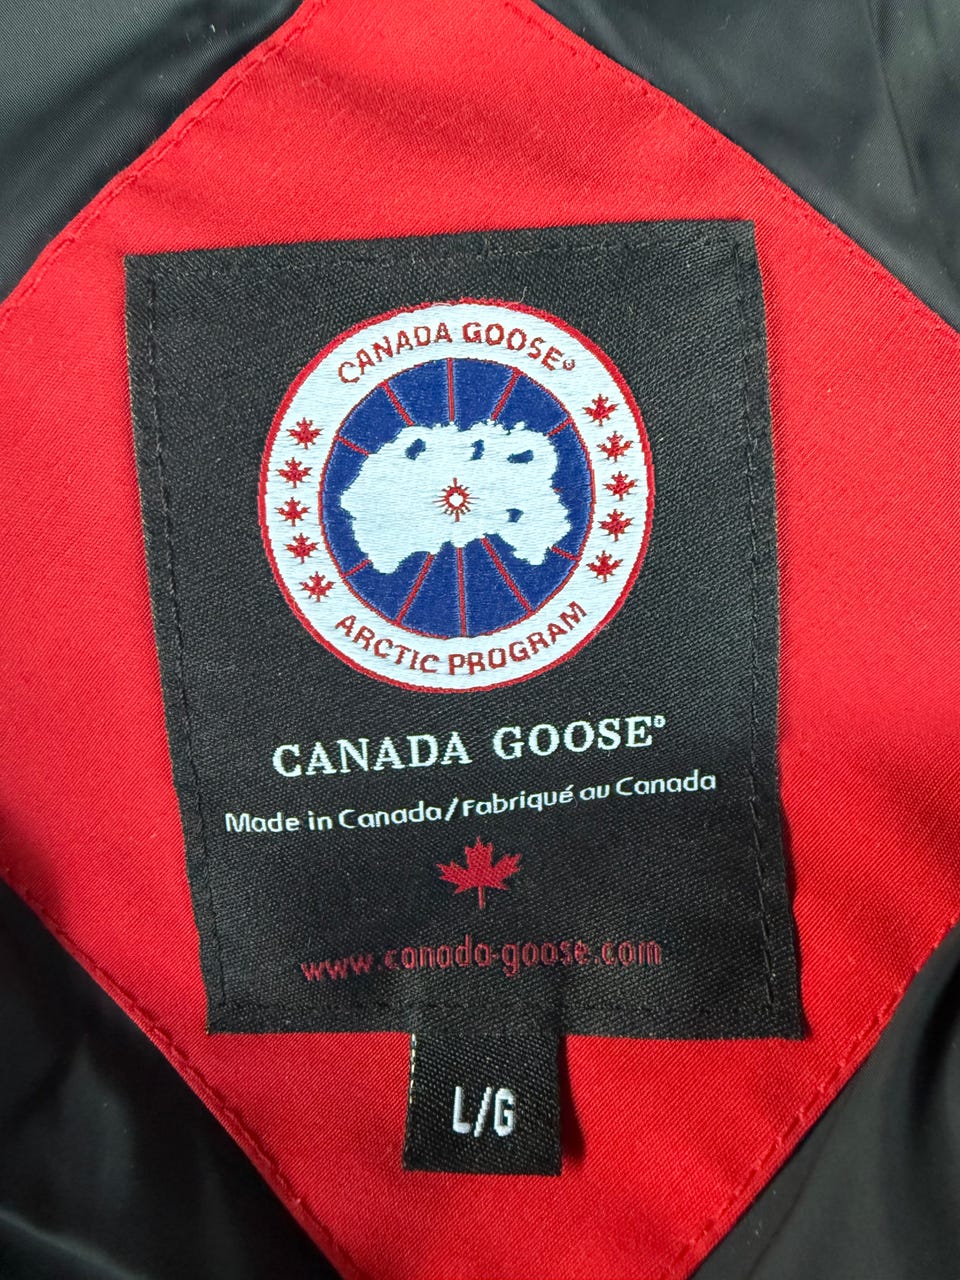 CANADA GOOSE®
ARCTIC PROGRAM
CANADA GOOSE®
Made in Canada/Fabriqué au Canada
www.canada-goose.com
L/G